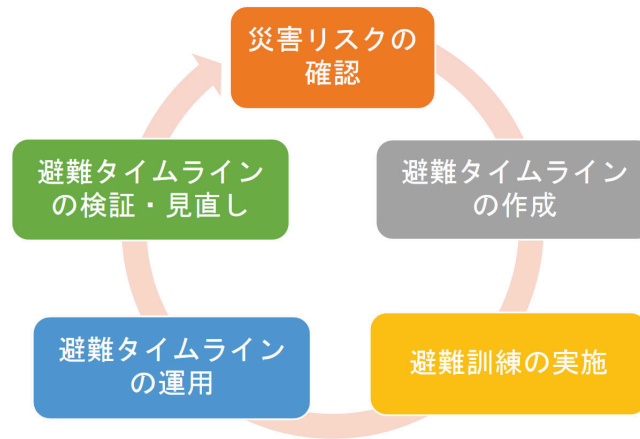 災害リスクの
確認
避難タイムライン
の作成
避難訓練の実施
避難タイムライン
の運用
避難タイムライン
の検証・見直し